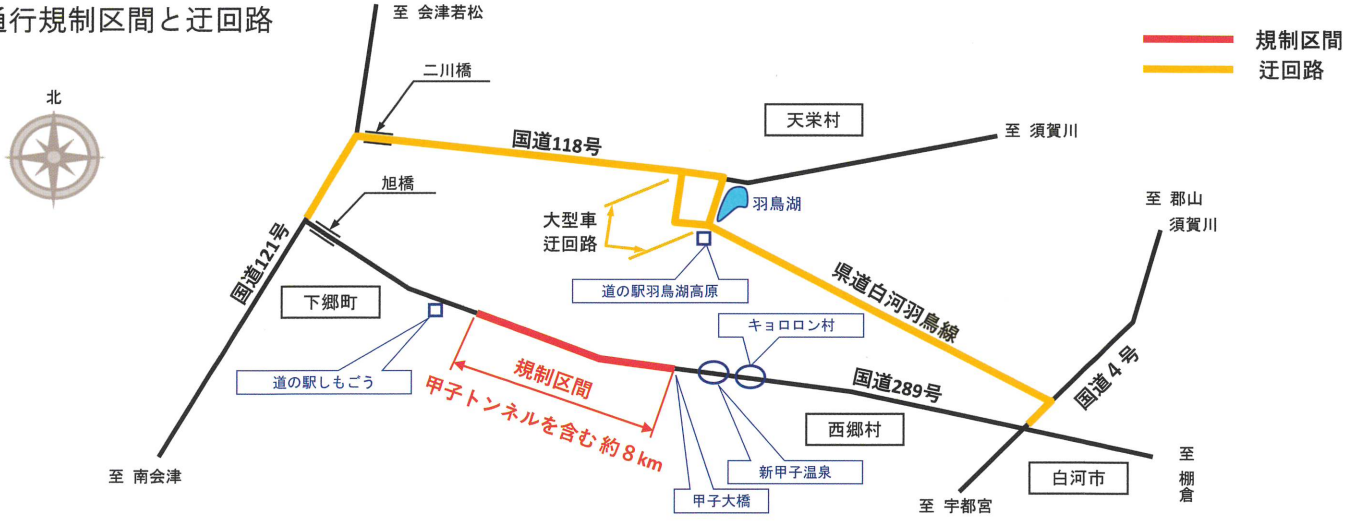 通行規制区間と迂回路
至 会津若松
規制区間
迂回路
北
二川橋
天栄村
国道118号
至 須賀川
旭橋
羽鳥湖
至 郡山
須賀川
大型車
迂回路
国道121号
道の駅羽鳥湖高原
県道白河羽鳥線
下郷町
キョロロン村
国道4号
道の駅しもごう
規制区間
甲子トンネルを含む 約8km
国道289号
西郷村
新甲子温泉
甲子大橋
至 南会津
白河市
至 宇都宮
至
棚
倉